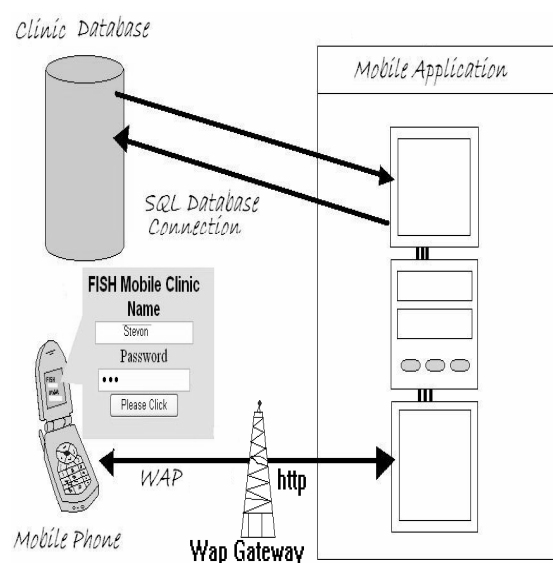 Clinic Database
Mobile Application
SQL Database
Connection
FISH Mobile Clinic
Name
Stevon
Password
Please Click
FISH
WAP
http
Mobile Phone
Wap Gateway